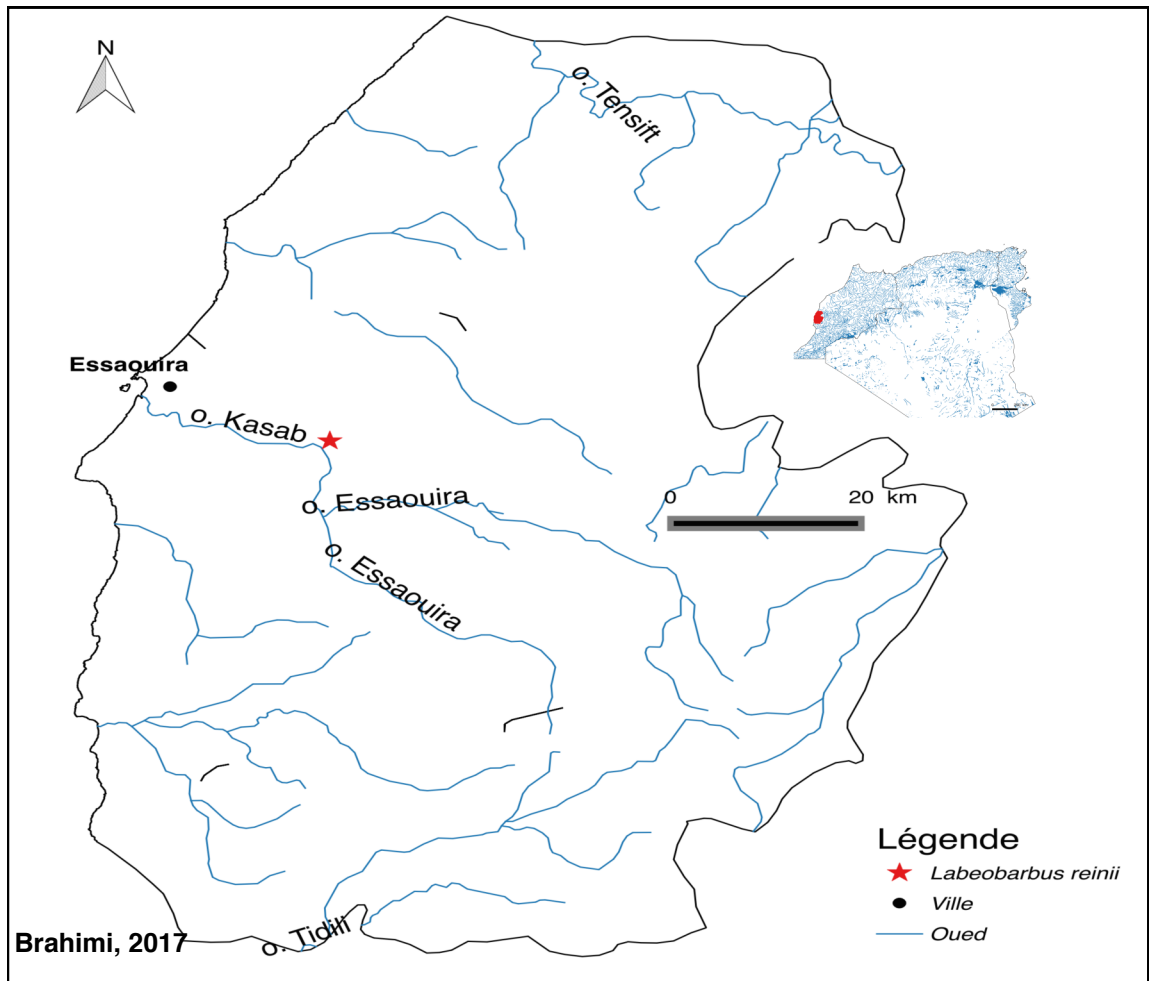 N
o. Tensift
Essaouira
o. Kasab
o. Essaouira
0 20 km
o. Essaouira
Légende
Labeobarbus reinii
Ville
Oued
o. Tidili
Brahimi, 2017